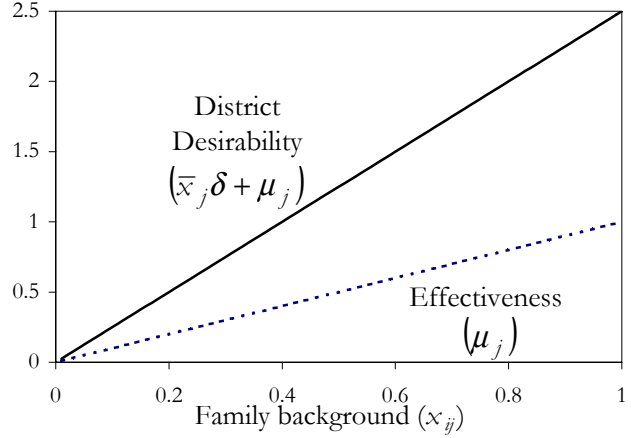 2.5
2
1.5
1
0.5
0
District
Desirability
(x̄ⱼδ + μⱼ)
Effectiveness
(μⱼ)
0 0.2 0.4 0.6 0.8 1
Family background (xᵢⱼ)